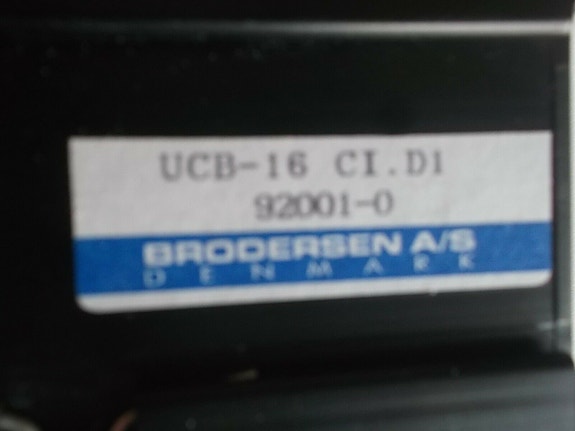 UCB-16 CI.D1
92001-0
BRODERSEN A/S
DENMARK